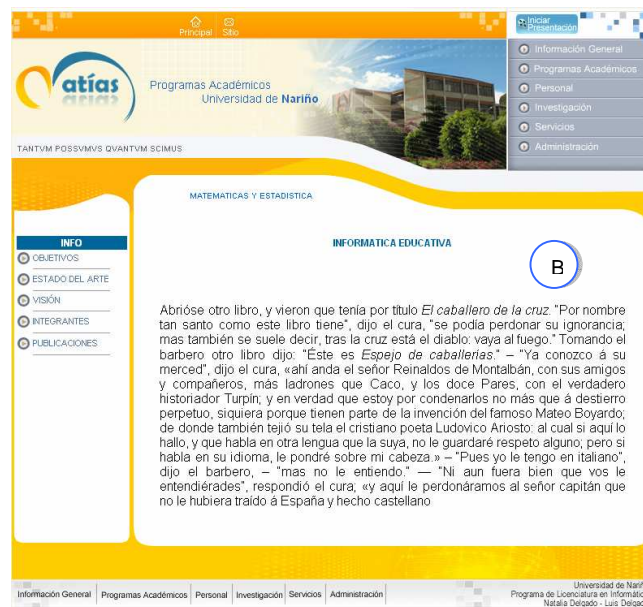 Principal Sitio
Iniciar
Presentación
Información General
Programas Académicos
Personal
Investigación
Servicios
Administración
atías
Programas Académicos
Universidad de Nariño
TANTVM POSSVMVS QVANTVM SCIMUS
MATEMATICAS Y ESTADISTICA
INFO
OBJETIVOS
ESTADO DEL ARTE
VISIÓN
INTEGRANTES
PUBLICACIONES
INFORMATICA EDUCATIVA
B
Abrióse otro libro, y vieron que tenía por título El caballero de la cruz. "Por nombre
tan santo como este libro tiene", dijo el cura, "se podía perdonar su ignorancia;
mas también se suele decir, tras la cruz está el diablo: vaya al fuego." Tomando el
barbero otro libro dijo: "Éste es Espejo de caballerías." – "Ya conozco á su
merced", dijo el cura, «ahí anda el señor Reinaldos de Montalbán, con sus amigos
y compañeros, más ladrones que Caco, y los doce Pares, con el verdadero
historiador Turpín; y en verdad que estoy por condenarlos no más que á destierro
perpetuo, siquiera porque tienen parte de la invención del famoso Mateo Boyardo;
de donde también tejió su tela el cristiano poeta Ludovico Ariosto: al cual si aquí lo
hallo, y que habla en otra lengua que la suya, no le guardaré respeto alguno; pero si
habla en su idioma, le pondré sobre mi cabeza.» – "Pues yo le tengo en italiano",
dijo el barbero, – "mas no le entiendo." — "Ni aun fuera bien que vos le
entendiérades", respondió el cura; «y aquí le perdonáramos al señor capitán que
no le hubiera traído á España y hecho castellano
Información General Programas Académicos Personal Investigación Servicios Administración
Universidad de Nariñ
Programa de Licenciatura en Informátic
Natalia Delgado - Luis Delgad